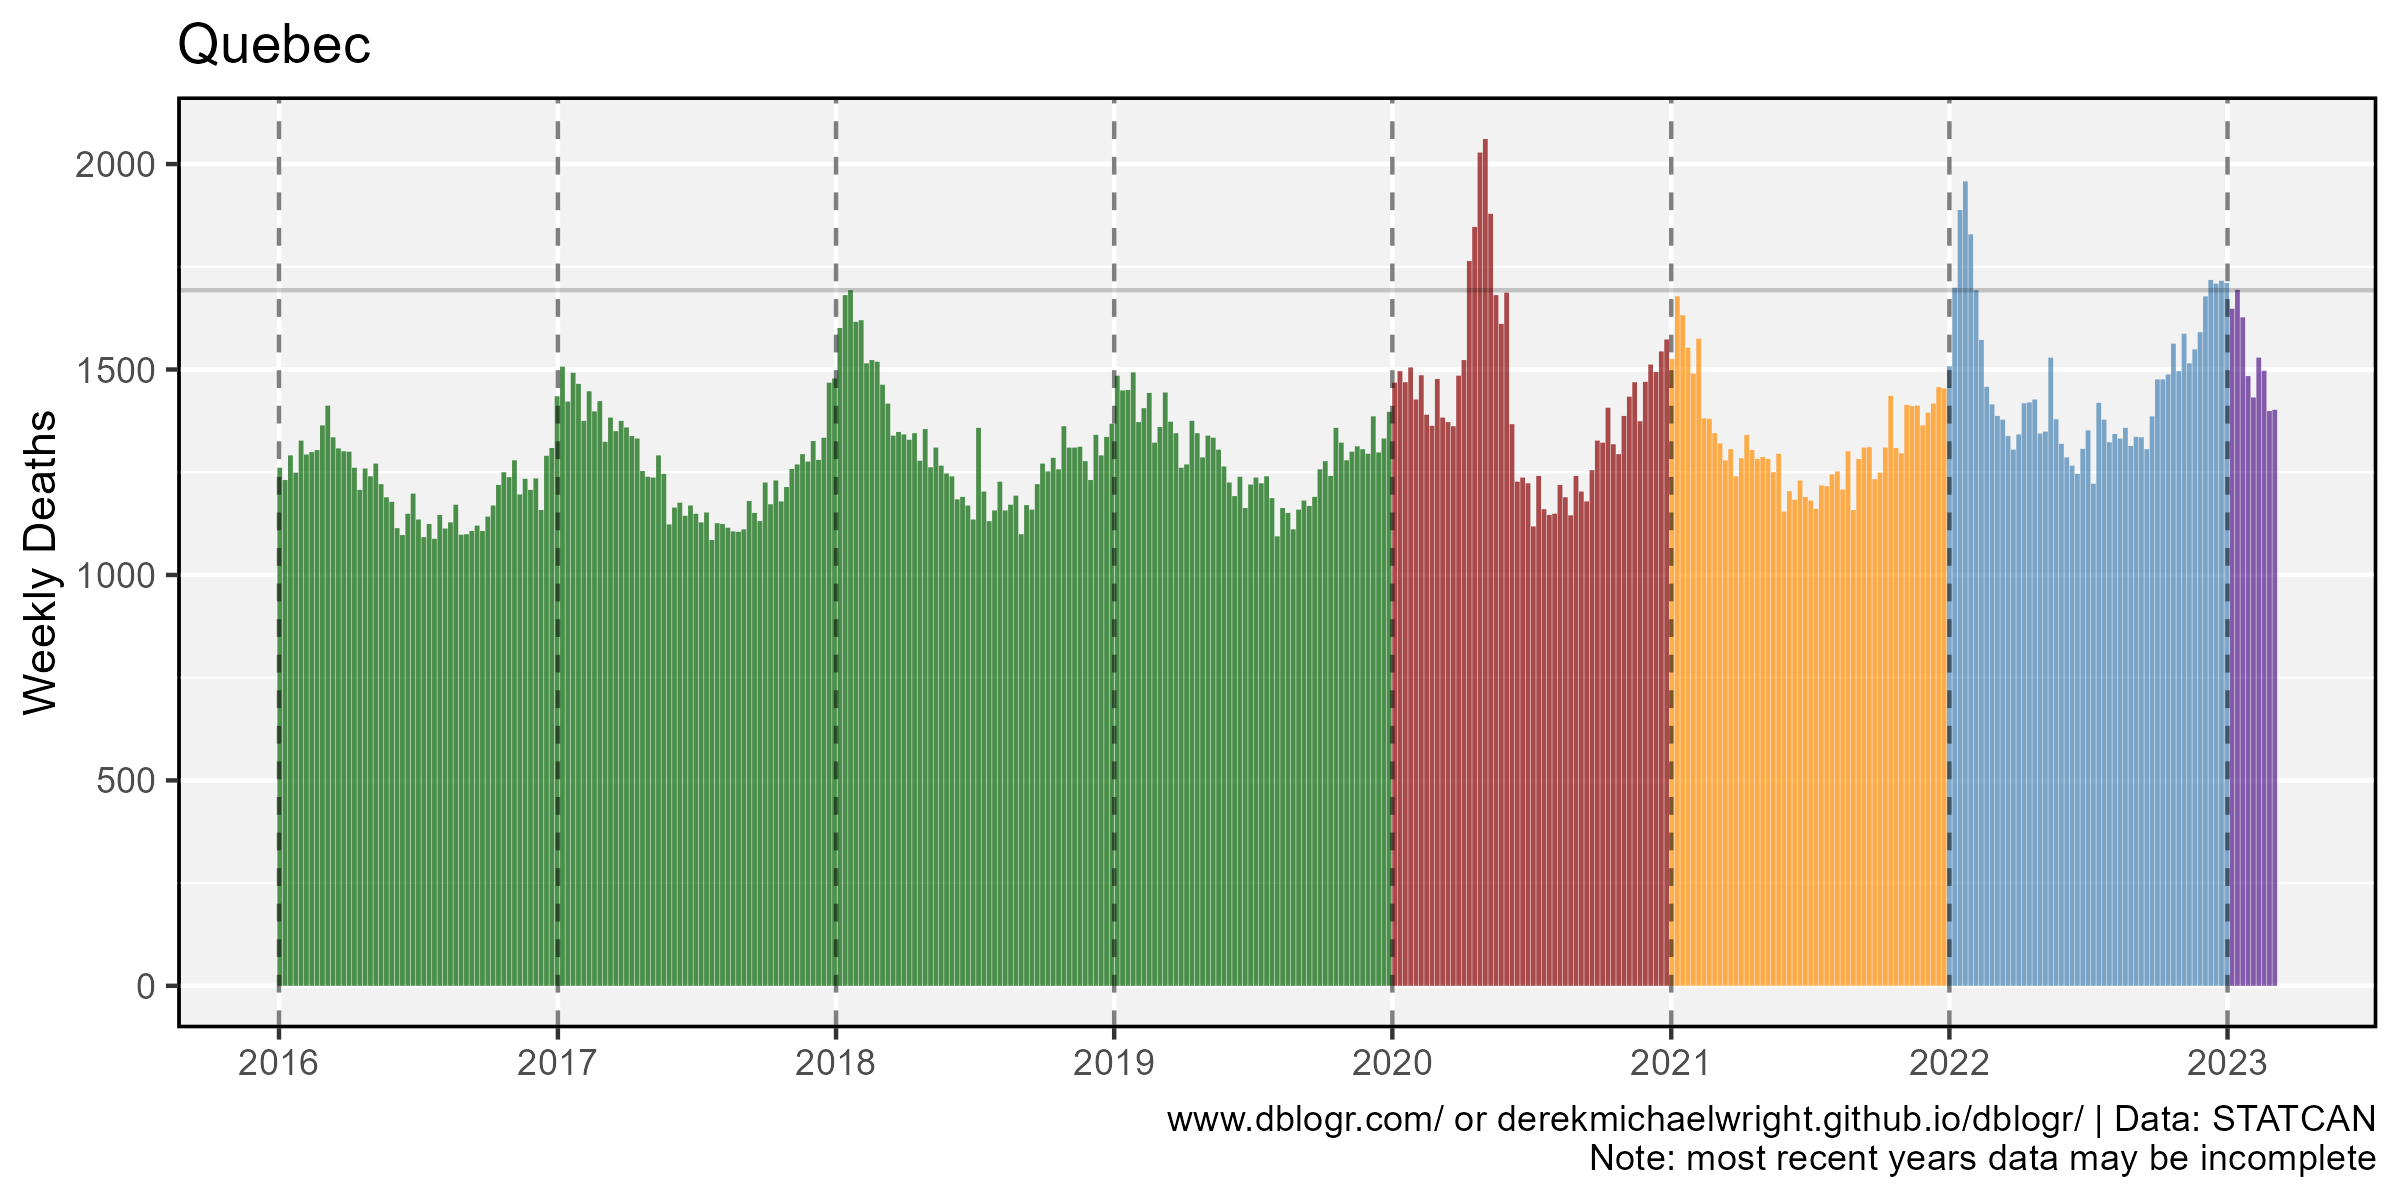 Quebec
Weekly Deaths
2000
1500
1000
500
0
2016 2017 2018 2019 2020 2021 2022 2023
www.dblogr.com/ or derekmichaelwright.github.io/dblogr/ | Data: STATCAN
Note: most recent years data may be incomplete